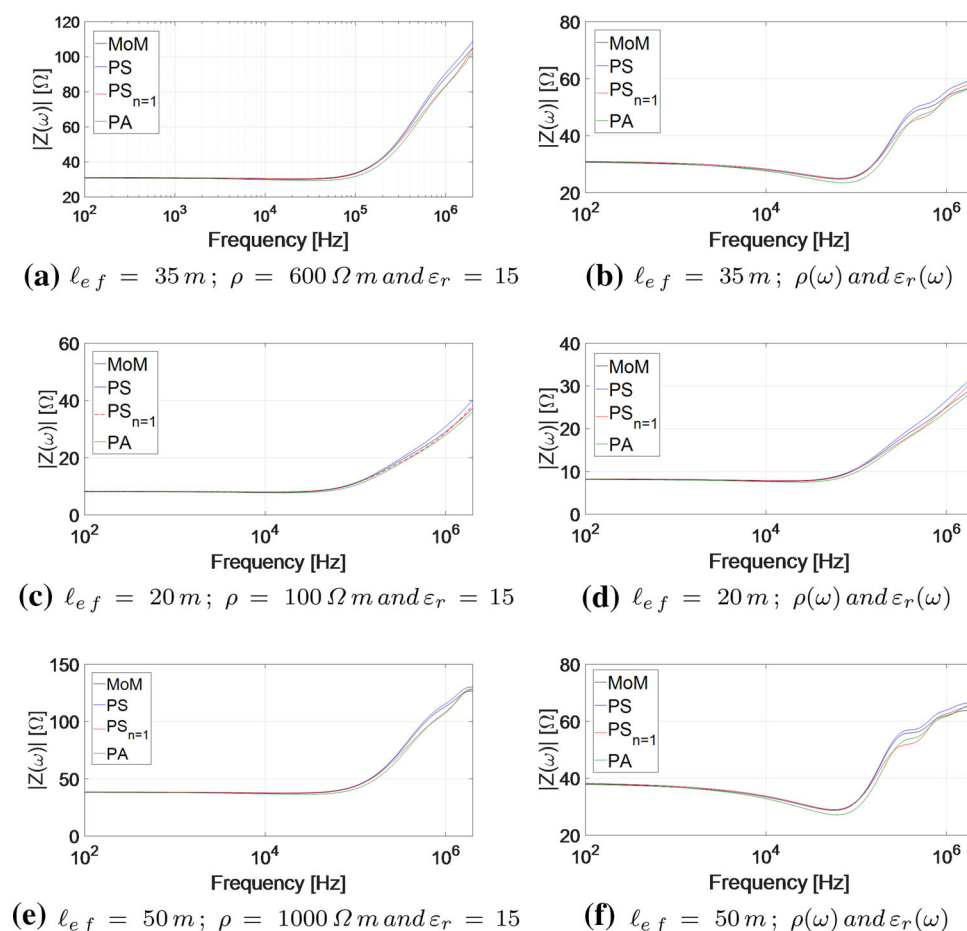 120
100
80
60
40
20
|Z(ω)| [Ω]
MoM
PS
PS_{n=1}
PA
10^2 10^3 10^4 10^5 10^6
Frequency [Hz]
(a) ℓ_{ef} = 35 m ; ρ = 600 Ω m and ε_r = 15
80
60
40
20
|Z(ω)| [Ω]
MoM
PS
PS_{n=1}
PA
10^2 10^4 10^6
Frequency [Hz]
(b) ℓ_{ef} = 35 m ; ρ(ω) and ε_r(ω)
60
40
20
0
|Z(ω)| [Ω]
MoM
PS
PS_{n=1}
PA
10^2 10^4 10^6
Frequency [Hz]
(c) ℓ_{ef} = 20 m ; ρ = 100 Ω m and ε_r = 15
40
30
20
10
0
|Z(ω)| [Ω]
MoM
PS
PS_{n=1}
PA
10^2 10^4 10^6
Frequency [Hz]
(d) ℓ_{ef} = 20 m ; ρ(ω) and ε_r(ω)
150
100
50
0
|Z(ω)| [Ω]
MoM
PS
PS_{n=1}
PA
10^2 10^4 10^6
Frequency [Hz]
(e) ℓ_{ef} = 50 m ; ρ = 1000 Ω m and ε_r = 15
80
60
40
20
|Z(ω)| [Ω]
MoM
PS
PS_{n=1}
PA
10^2 10^4 10^6
Frequency [Hz]
(f) ℓ_{ef} = 50 m ; ρ(ω) and ε_r(ω)